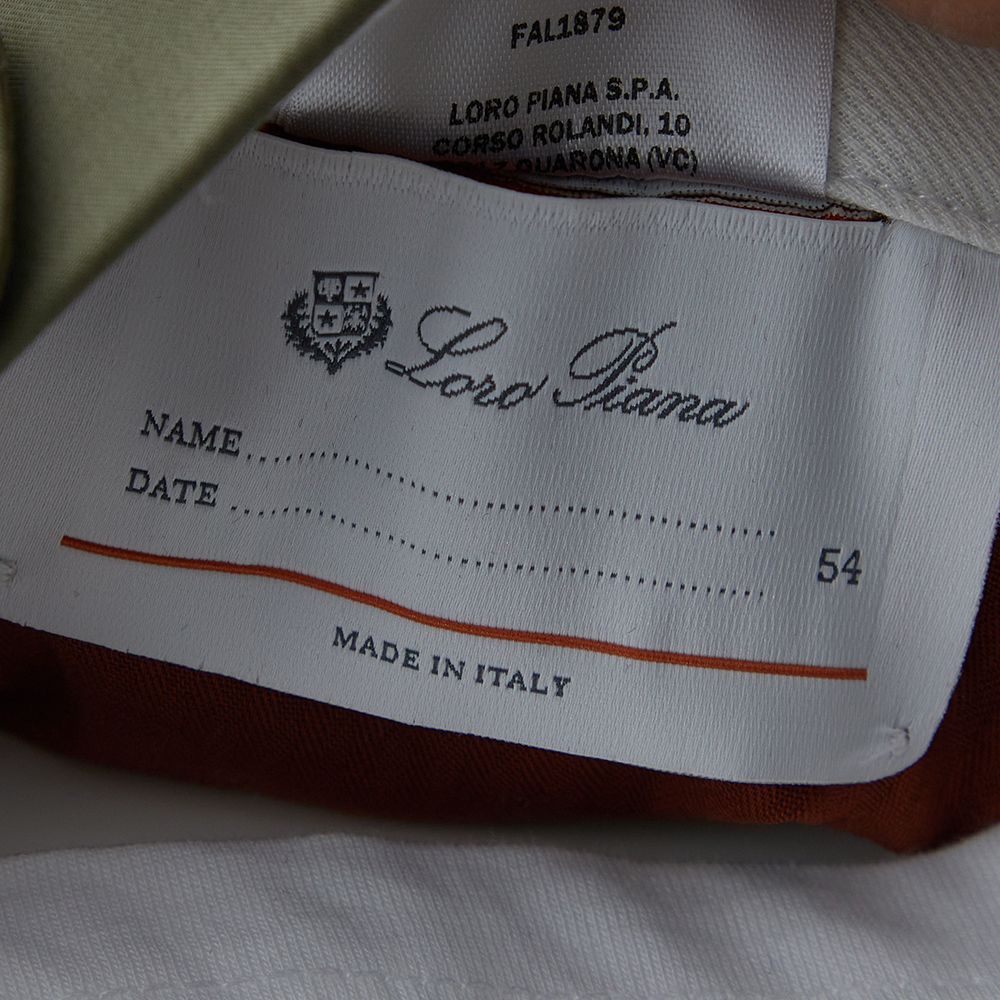 FAL1879
LORO PIANA S.P.A.
CORSO ROLANDI, 10
QUARONA (VC)
Loro Piana
NAME
DATE
54
MADE IN ITALY